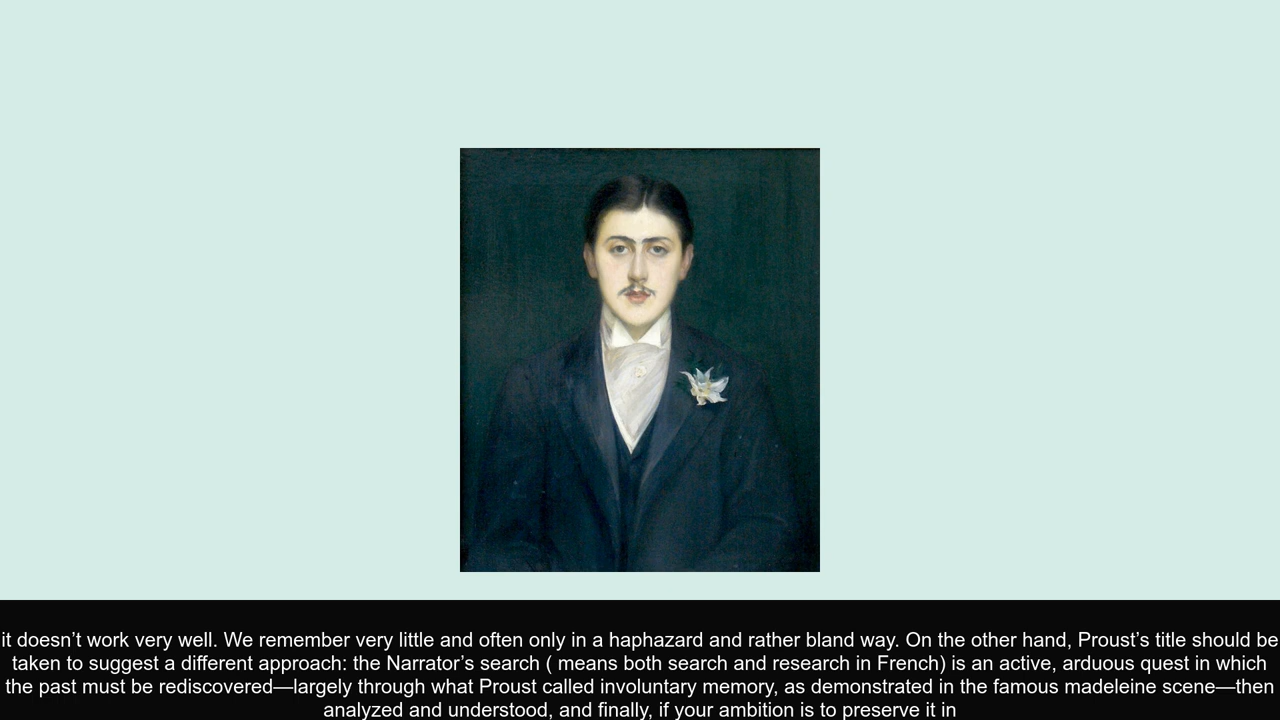 it doesn’t work very well. We remember very little and often only in a haphazard and rather bland way. On the other hand, Proust’s title should be
taken to suggest a different approach: the Narrator’s search ( means both search and research in French) is an active, arduous quest in which
the past must be rediscovered—largely through what Proust called involuntary memory, as demonstrated in the famous madeleine scene—then
analyzed and understood, and finally, if your ambition is to preserve it in